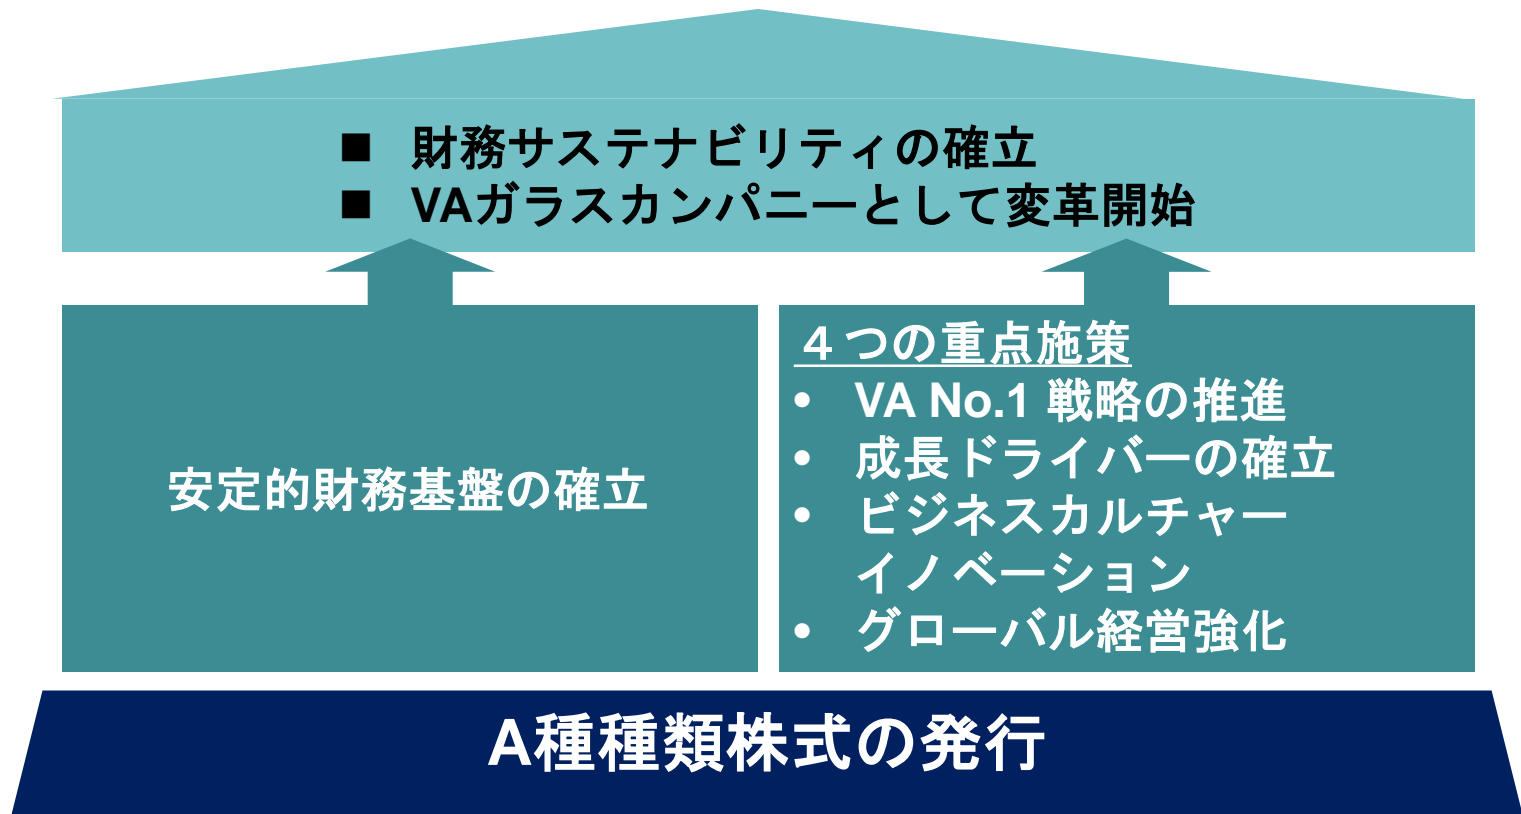 ■ 財務サステナビリティの確立
■ VAガラスカンパニーとして変革開始
安定的財務基盤の確立
４つの重点施策
• VA No.1 戦略の推進
• 成長ドライバーの確立
• ビジネスカルチャー
イノベーション
• グローバル経営強化
A種種類株式の発行